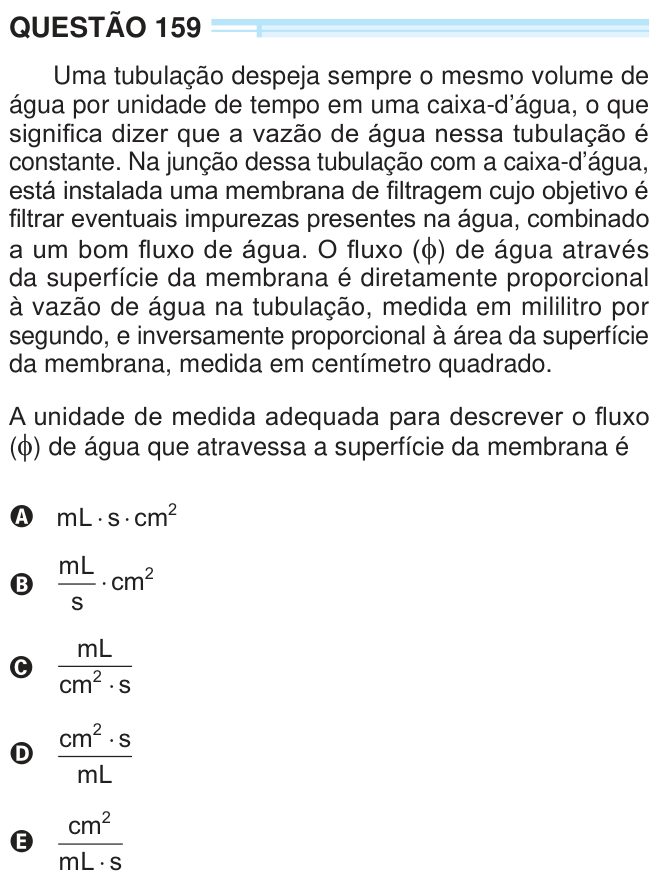 QUESTÃO 159
Uma tubulação despeja sempre o mesmo volume de
água por unidade de tempo em uma caixa-d’água, o que
significa dizer que a vazão de água nessa tubulação é
constante. Na junção dessa tubulação com a caixa-d’água,
está instalada uma membrana de filtragem cujo objetivo é
filtrar eventuais impurezas presentes na água, combinado
a um bom fluxo de água. O fluxo (ϕ) de água através
da superfície da membrana é diretamente proporcional
à vazão de água na tubulação, medida em mililitro por
segundo, e inversamente proporcional à área da superfície
da membrana, medida em centímetro quadrado.
A unidade de medida adequada para descrever o fluxo
(ϕ) de água que atravessa a superfície da membrana é
A mL · s · cm²
B mL/s · cm²
C mL/(cm² · s)
D (cm² · s)/mL
E cm²/(mL · s)